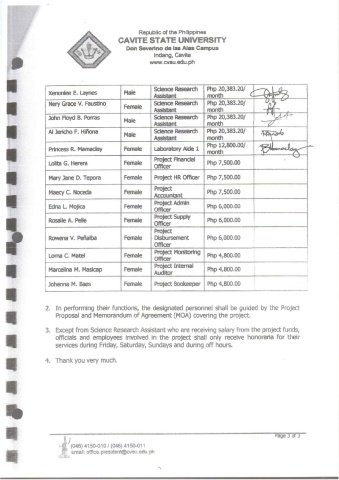 Republic of the Philippines
CAVITE STATE UNIVERSITY
Don Severino de las Alas Campus
Indang, Cavite
www.cvsu.edu.ph
Xenonlee E. Laynes Male Science Research Assistant Php 20,383.20/ month
Nery Grace V. Faustino Female Science Research Assistant Php 20,383.20/ month
John Floyd B. Porras Male Science Research Assistant Php 20,383.20/ month
Al Jericho F. Hiñona Male Science Research Assistant Php 20,383.20/ month
Princess R. Mamaclay Female Laboratory Aide 1 Php 12,800.00/ month
Lolita G. Herera Female Project Financial Officer Php 7,500.00
Mary Jane D. Tepora Female Project HR Officer Php 7,500.00
Maecy C. Noceda Female Project Accountant Php 7,500.00
Edna L. Mojica Female Project Admin Officer Php 6,000.00
Rosalie A. Pelle Female Project Supply Officer Php 6,000.00
Rowena V. Peñalba Female Project Disbursement Officer Php 6,000.00
Lorna C. Matel Female Project Monitoring Officer Php 4,800.00
Marcelina M. Masicap Female Project Internal Auditor Php 4,800.00
Johanna M. Baes Female Project Bookeeper Php 4,800.00
2. In performing their functions, the designated personnel shall be guided by the Project
Proposal and Memorandum of Agreement (MOA) covering the project.
3. Except from Science Research Assistant who are receiving salary from the project funds,
officials and employees involved in the project shall only receive honoraria for their
services during Friday, Saturday, Sundays and during off hours.
4. Thank you very much.
Page 3 of 3
(046) 4150-010 / (046) 4150-011
email: office.president@cvsu.edu.ph